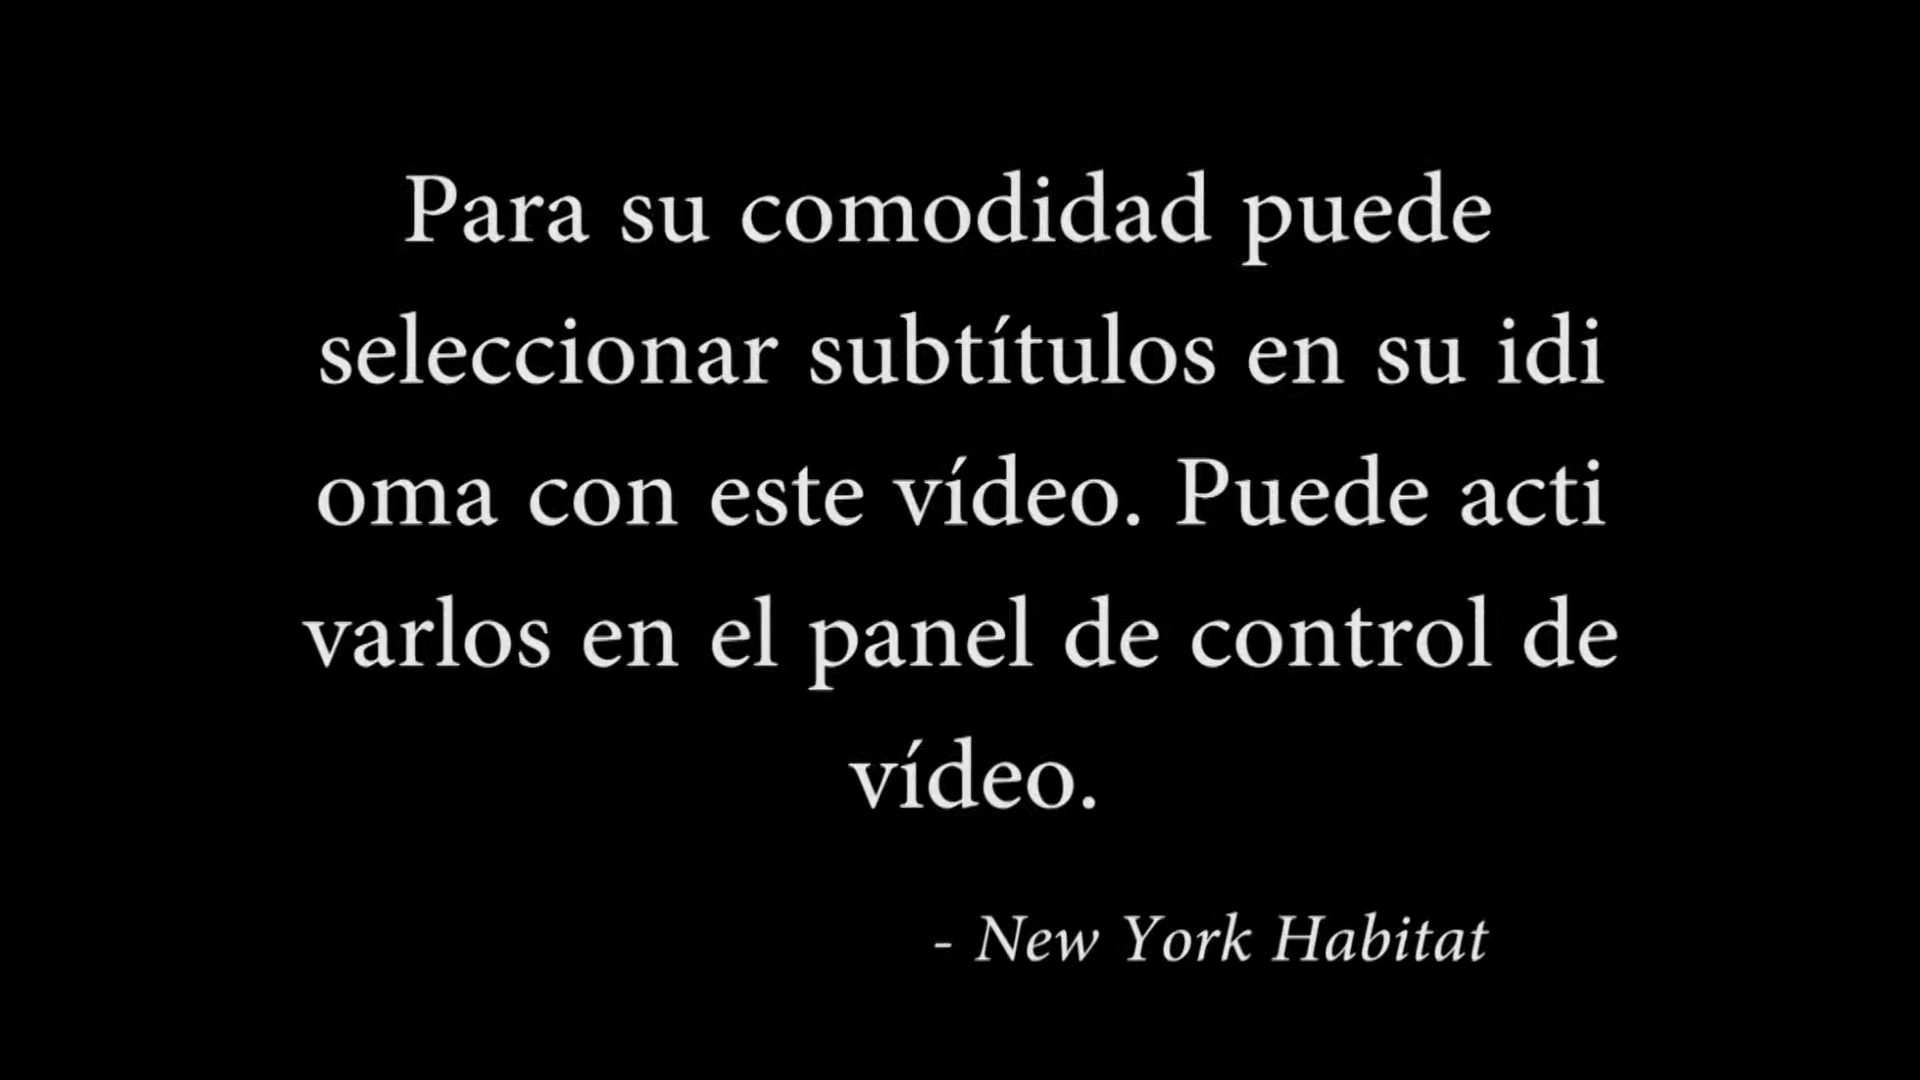 Para su comodidad puede
seleccionar subtítulos en su idi
oma con este vídeo. Puede acti
varlos en el panel de control de
vídeo.
- New York Habitat